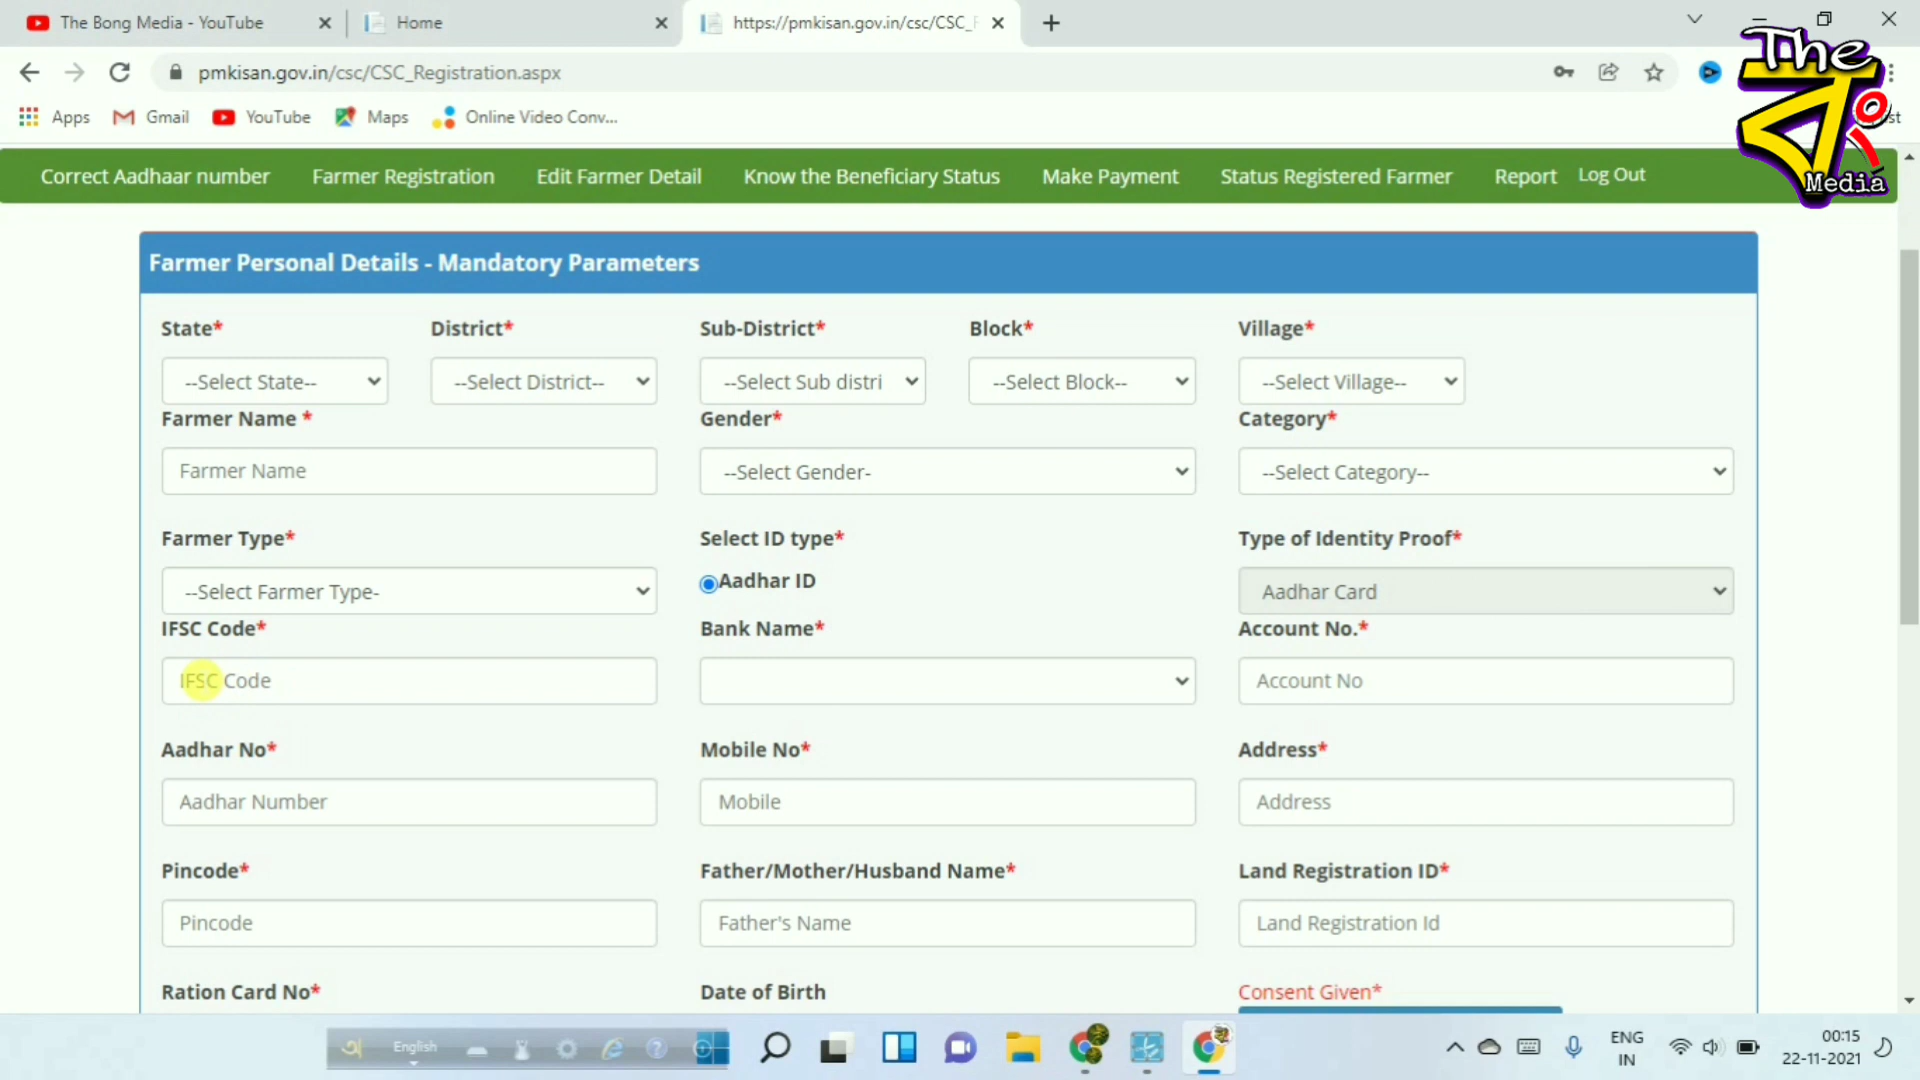 The Bong Media - YouTube
Home
https://pmkisan.gov.in/csc/CSC_
pmkisan.gov.in/csc/CSC_Registration.aspx
Apps
Gmail
YouTube
Maps
Online Video Conv...
The
Media
Correct Aadhaar number
Farmer Registration
Edit Farmer Detail
Know the Beneficiary Status
Make Payment
Status Registered Farmer
Report
Log Out
Farmer Personal Details - Mandatory Parameters
State*
District*
Sub-District*
Block*
Village*
--Select State--
--Select District--
--Select Sub distri
--Select Block--
--Select Village--
Farmer Name *
Gender*
Category*
Farmer Name
--Select Gender-
--Select Category--
Farmer Type*
Select ID type*
Type of Identity Proof*
--Select Farmer Type-
Aadhar ID
Aadhar Card
IFSC Code*
Bank Name*
Account No.*
IFSC Code
Account No
Aadhar No*
Mobile No*
Address*
Aadhar Number
Mobile
Address
Pincode*
Father/Mother/Husband Name*
Land Registration ID*
Pincode
Father's Name
Land Registration Id
Ration Card No*
Date of Birth
Consent Given*
অ
English
ENG
IN
00:15
22-11-2021